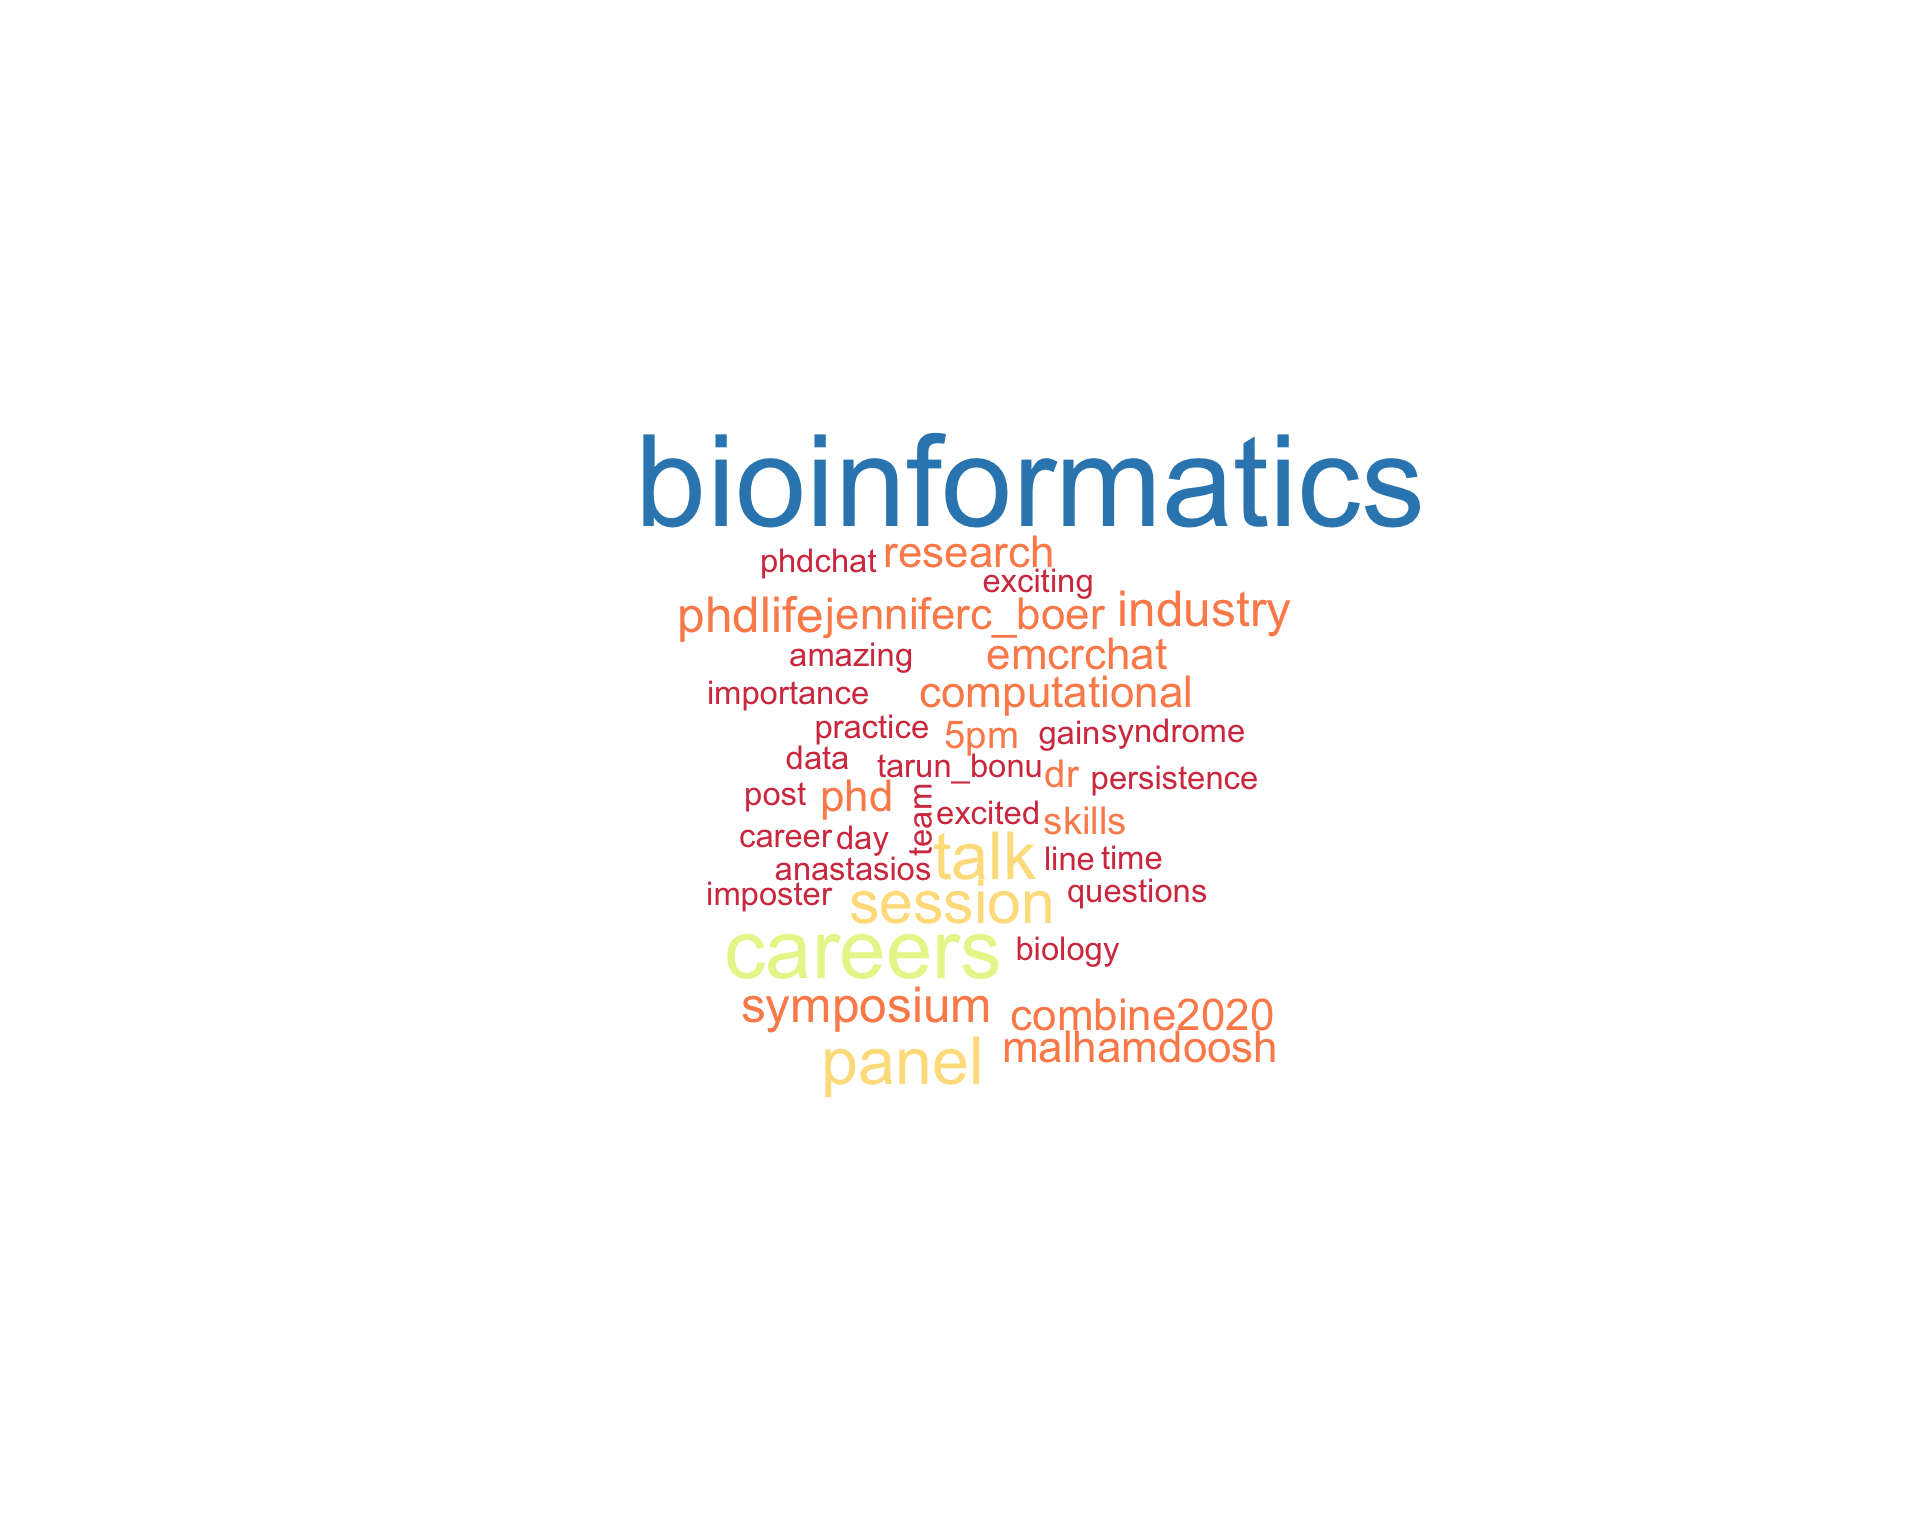 bioinformatics
phdchat research
exciting
phdlife jenniferc_boer industry
amazing emcrchat
importance computational
practice 5pm gain syndrome
data tarun_bonu dr persistence
post phd team excited skills
career day talk line time
anastasios
imposter session questions
careers biology
symposium combine2020
panel malhamdoosh